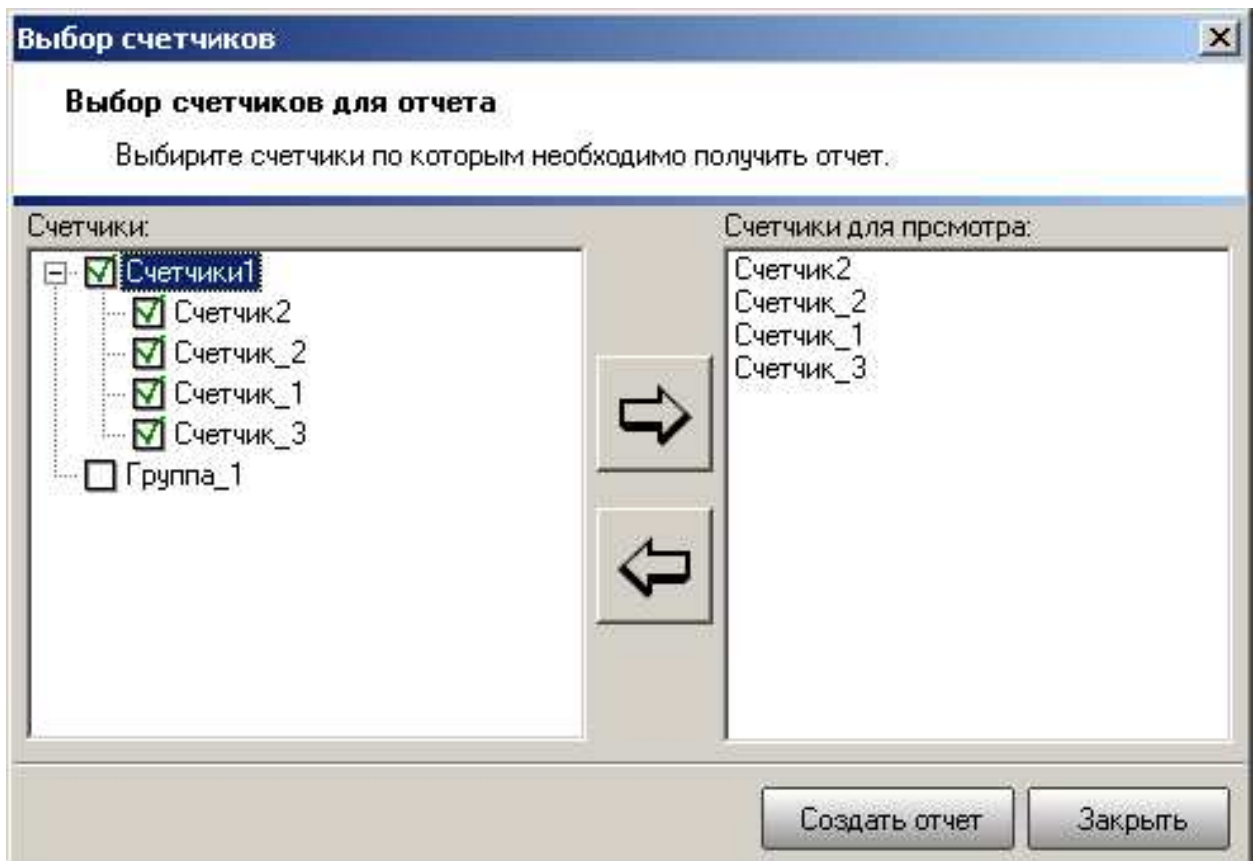 Выбор счетчиков
Выбор счетчиков для отчета
Выбирите счетчики по которым необходимо получить отчет.
Счетчики:
Счетчики1
Счетчик2
Счетчик_2
Счетчик_1
Счетчик_3
Группа_1
Счетчики для прсмотра:
Счетчик2
Счетчик_2
Счетчик_1
Счетчик_3
Создать отчет
Закрыть